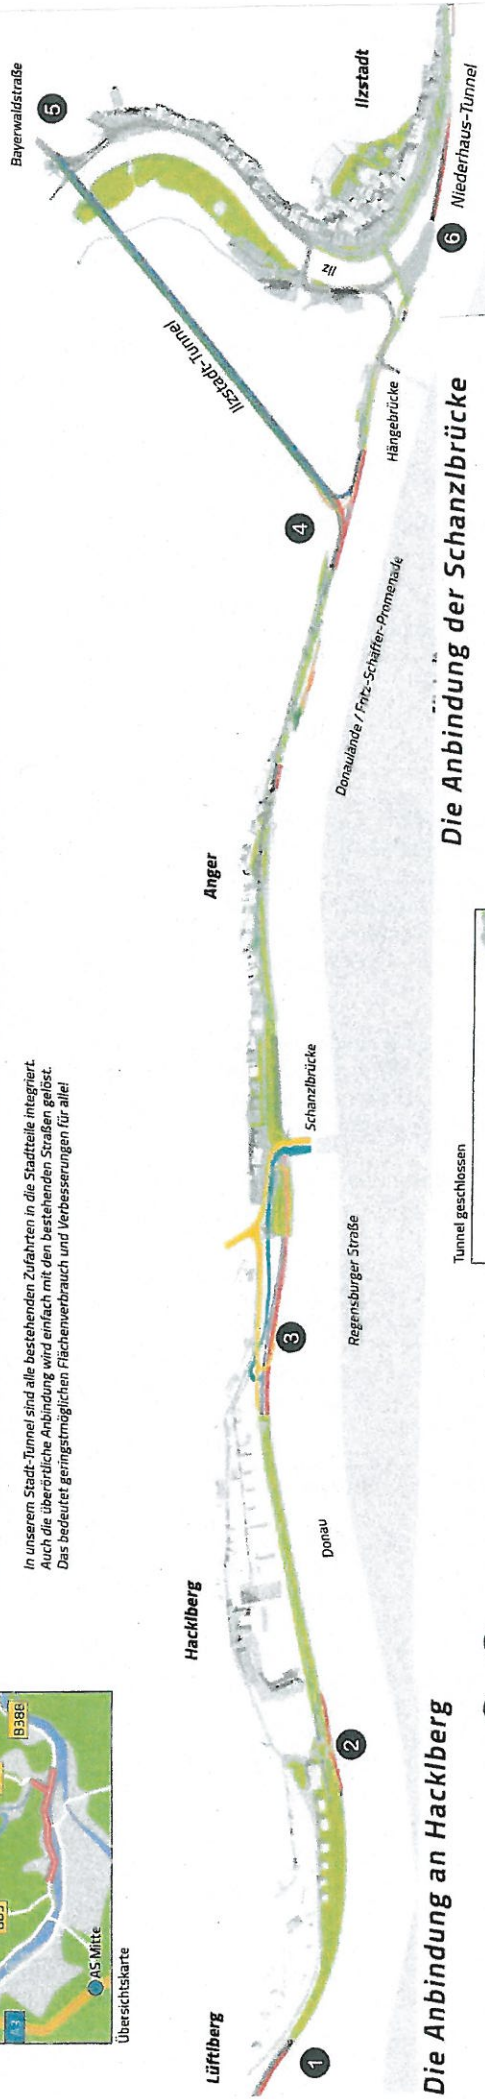 In unserem Stadt-Tunnel sind alle bestehenden Zufahrten in die Stadtteile integriert.
Auch die überörtliche Anbindung wird einfach mit den bestehenden Straßen gelöst.
Das bedeutet geringstmöglichen Flächenverbrauch und Verbesserungen für alle!
A3
B388
AS Mitte
Übersichtskarte
Lüftlberg
Hacklberg
Anger
Ilzstadt
Bayerwaldstraße
Ilzstadt-Tunnel
Ilz
Niederhaus-Tunnel
Hängebrücke
Donaulände / Fritz-Schäffer-Promenade
Schanzlbrücke
Regensburger Straße
Donau
1
2
3
4
5
6
Die Anbindung an Hacklberg
Die Anbindung der Schanzlbrücke
Tunnel geschlossen